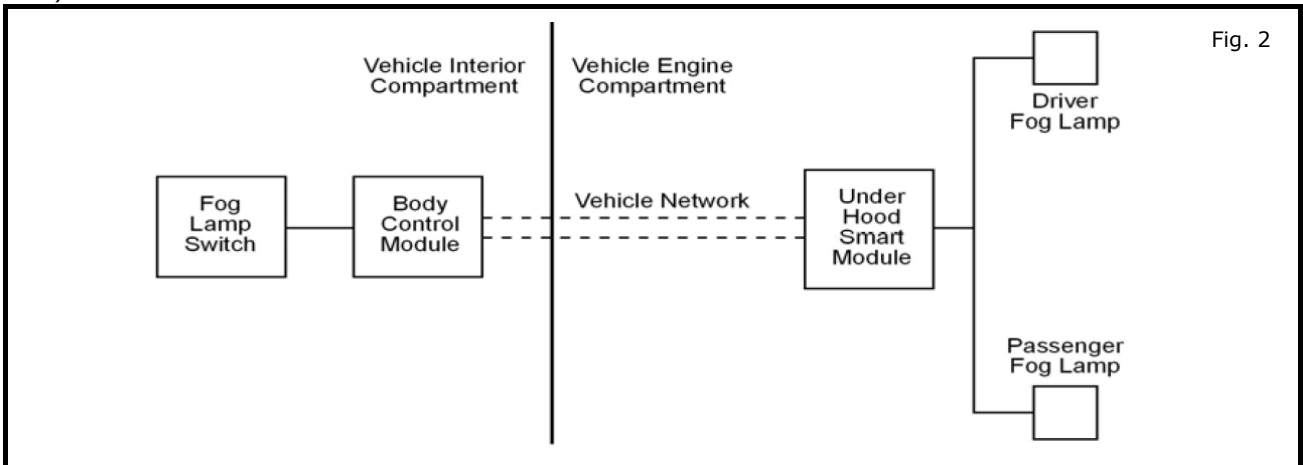 Fig. 2
Vehicle Interior
Compartment
Vehicle Engine
Compartment
Driver
Fog Lamp
Fog
Lamp
Switch
Body
Control
Module
Vehicle Network
Under
Hood
Smart
Module
Passenger
Fog Lamp